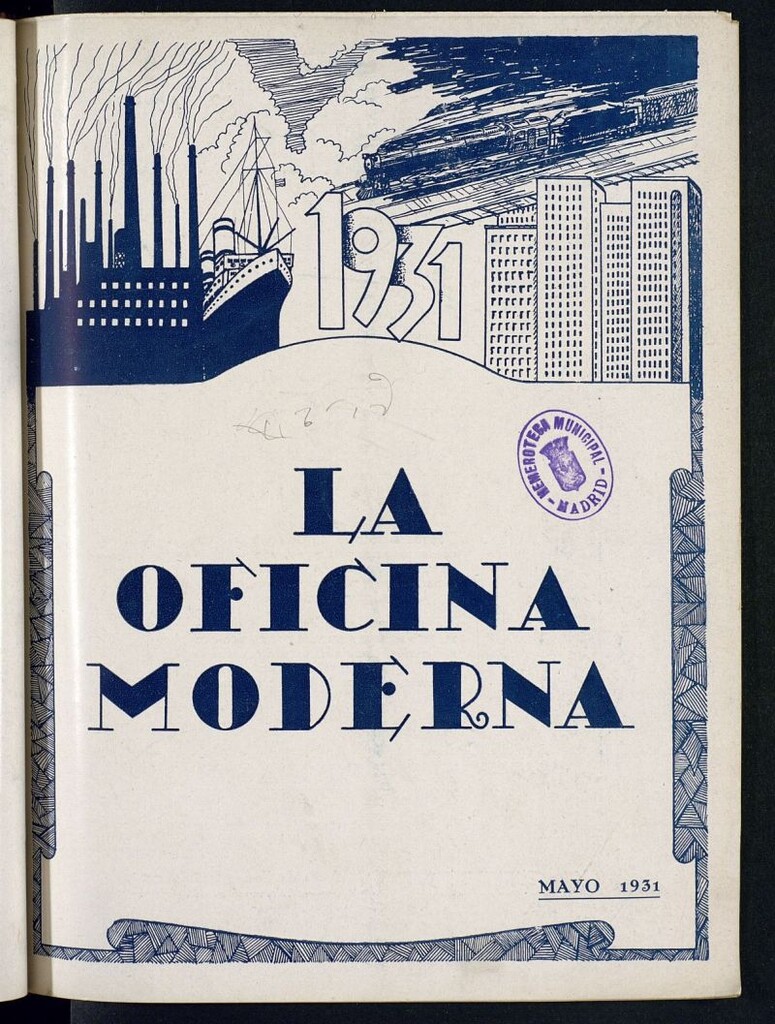 1931
HEMEROTECA MUNICIPAL
- MADRID -
LA
OFICINA
MODERNA
MAYO 1931